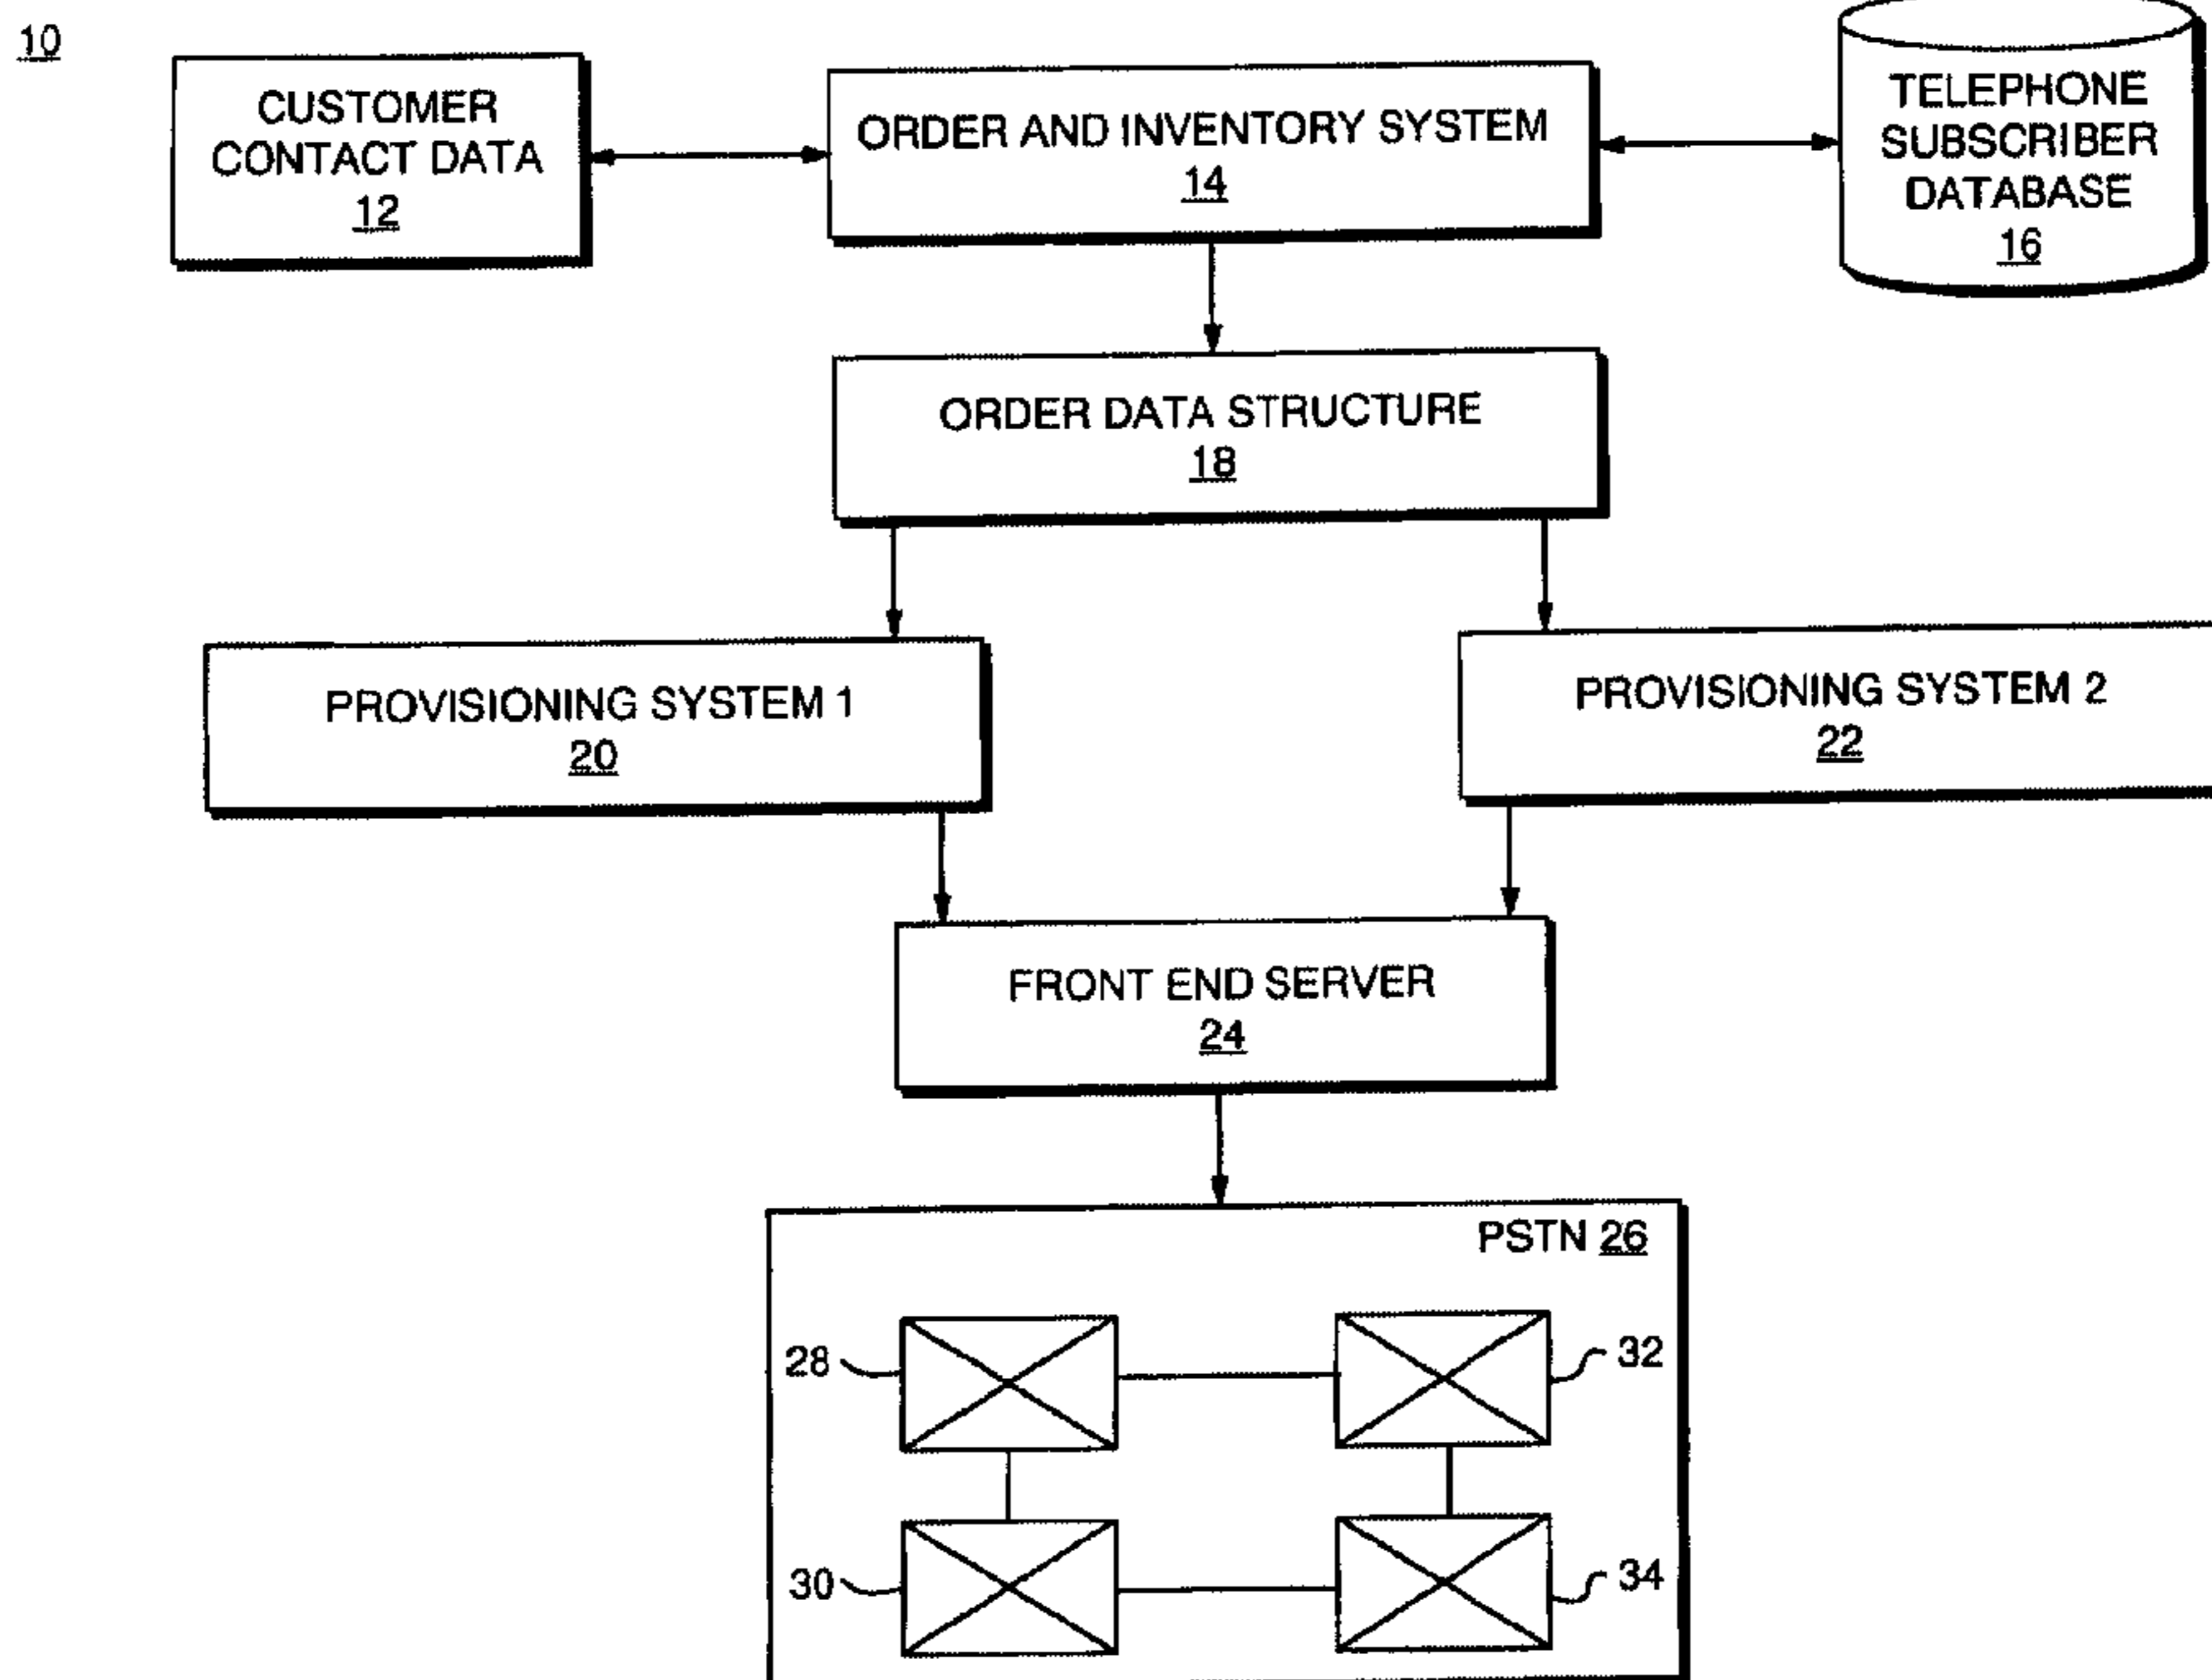 10
CUSTOMER
CONTACT DATA
12
ORDER AND INVENTORY SYSTEM
14
TELEPHONE
SUBSCRIBER
DATABASE
16
ORDER DATA STRUCTURE
18
PROVISIONING SYSTEM 1
20
PROVISIONING SYSTEM 2
22
FRONT END SERVER
24
PSTN 26
28
32
30
34